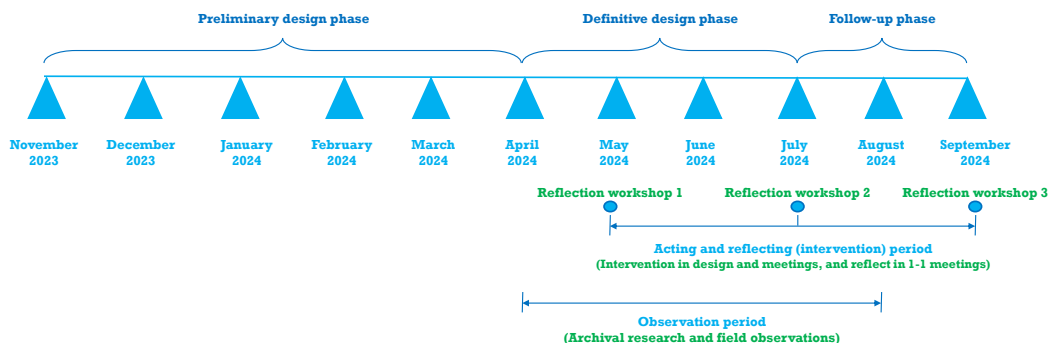 Preliminary design phase
Definitive design phase
Follow-up phase
November
2023
December
2023
January
2024
February
2024
March
2024
April
2024
May
2024
June
2024
July
2024
August
2024
September
2024
Reflection workshop 1
Reflection workshop 2
Reflection workshop 3
Acting and reflecting (intervention) period
(Intervention in design and meetings, and reflect in 1-1 meetings)
Observation period
(Archival research and field observations)